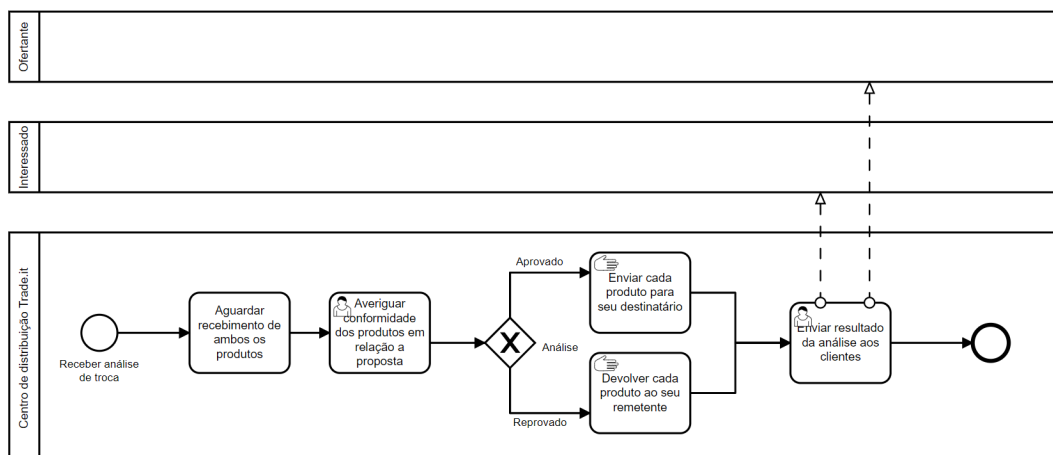 Ofertante
Interessado
Centro de distribuição Trade.it
Receber análise
de troca
Aguardar
recebimento de
ambos os
produtos
Averiguar
conformidade
dos produtos em
relação a
proposta
Análise
Aprovado
Enviar cada
produto para
seu destinatário
Reprovado
Devolver cada
produto ao seu
remetente
Enviar resultado
da análise aos
clientes